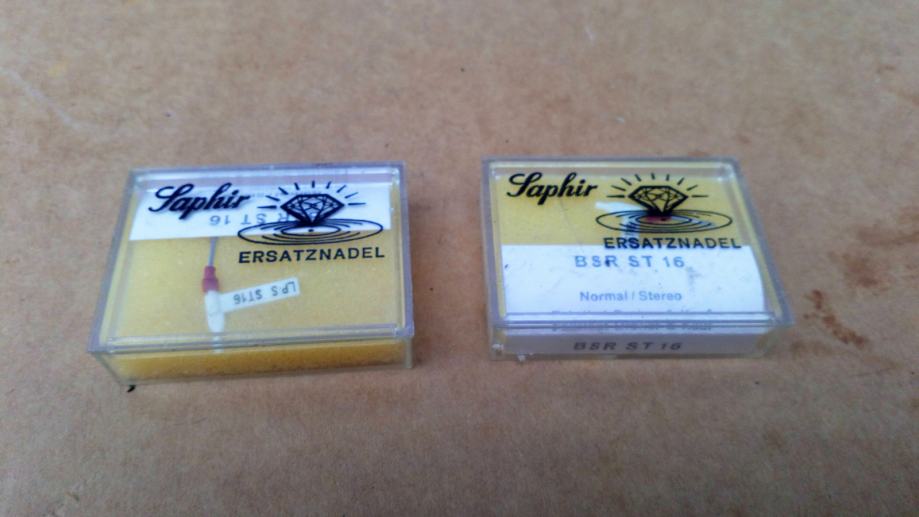 Saphir
R ST 16
ERSATZNADEL
LP·S ST16
Saphir
ERSATZNADEL
BSR ST 16
Normal / Stereo
BSR ST 16